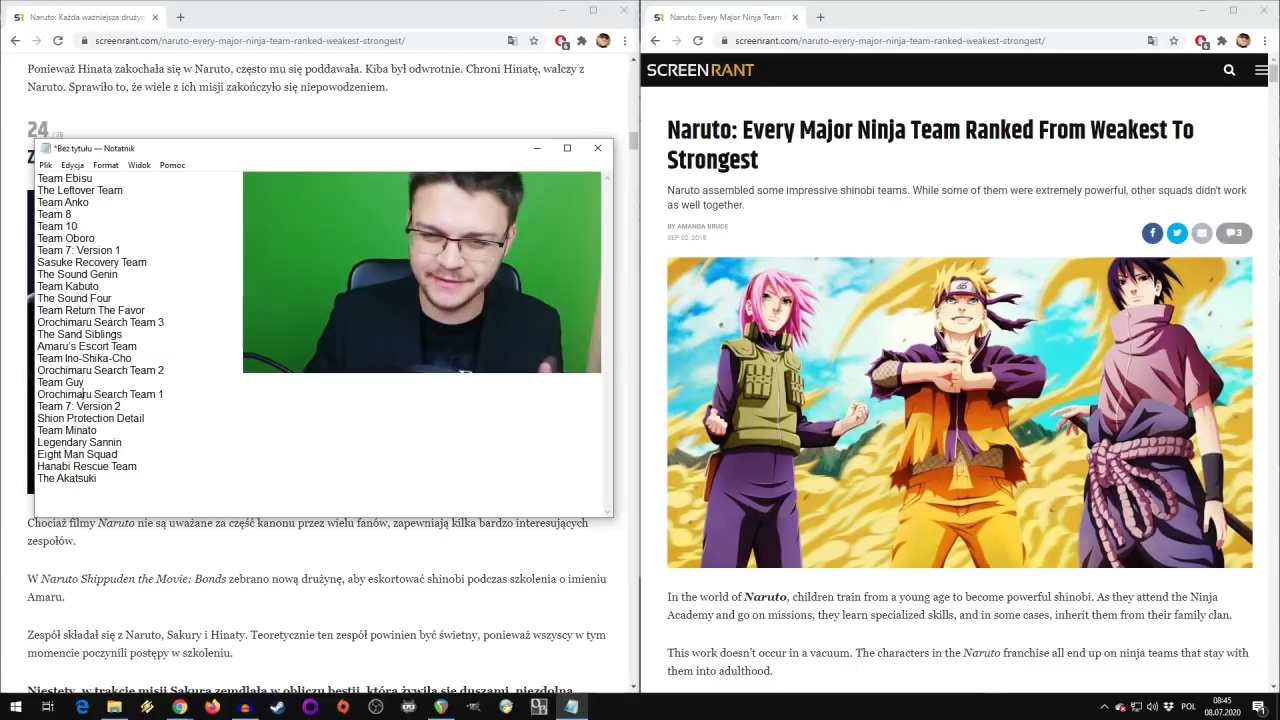 Naruto: Każda ważniejsza drużyn
screenrant.com/naruto-every-major-ninja-team-ranked-weakest-strongest/
Ponieważ Hinata zakochała się w Naruto, często mu się poddawała. Kiba był odwrotnie. Chroni Hinatę, walczy z
Naruto. Sprawiło to, że wiele z ich misji zakończyło się niepowodzeniem.
24 / 26
*Bez tytułu — Notatnik
Plik Edycja Format Widok Pomoc
Team Ebisu
The Leftover Team
Team Anko
Team 8
Team 10
Team Oboro
Team 7: Version 1
Sasuke Recovery Team
The Sound Genin
Team Kabuto
The Sound Four
Team Return The Favor
Orochimaru Search Team 3
The Sand Siblings
Amaru's Escort Team
Team Ino-Shika-Cho
Orochimaru Search Team 2
Team Guy
Orochimaru Search Team 1
Team 7: Version 2
Shion Protection Detail
Team Minato
Legendary Sannin
Eight Man Squad
Hanabi Rescue Team
The Akatsuki
Chociaż filmy Naruto nie są uważane za część kanonu przez wielu fanów, zapewniają kilka bardzo interesujących
zespołów.
W Naruto Shippuden the Movie: Bonds zebrano nową drużynę, aby eskortować shinobi podczas szkolenia o imieniu
Amaru.
Zespół składał się z Naruto, Sakury i Hinaty. Teoretycznie ten zespół powinien być świetny, ponieważ wszyscy w tym
momencie poczynili postępy w szkoleniu.
Niestety, w trakcie misji Sakura zemdlała w obliczu bestii, która żywiła się duszami, niezdolna
Naruto: Every Major Ninja Team
screenrant.com/naruto-every-major-ninja-team-ranked-weakest-strongest/
SCREENRANT
Naruto: Every Major Ninja Team Ranked From Weakest To
Strongest
Naruto assembled some impressive shinobi teams. While some of them were extremely powerful, other squads didn't work
as well together.
BY AMANDA BRUCE
SEP 02, 2018
3
In the world of Naruto, children train from a young age to become powerful shinobi. As they attend the Ninja
Academy and go on missions, they learn specialized skills, and in some cases, inherit them from their family clan.
This work doesn't occur in a vacuum. The characters in the Naruto franchise all end up on ninja teams that stay with
them into adulthood.
POL
08:45
08.07.2020